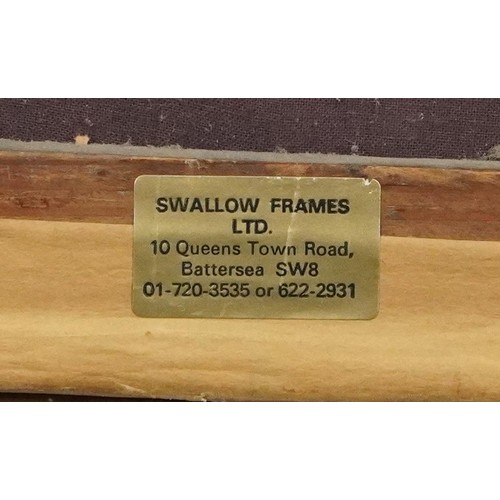 SWALLOW FRAMES
LTD.
10 Queens Town Road,
Battersea SW8
01-720-3535 or 622-2931